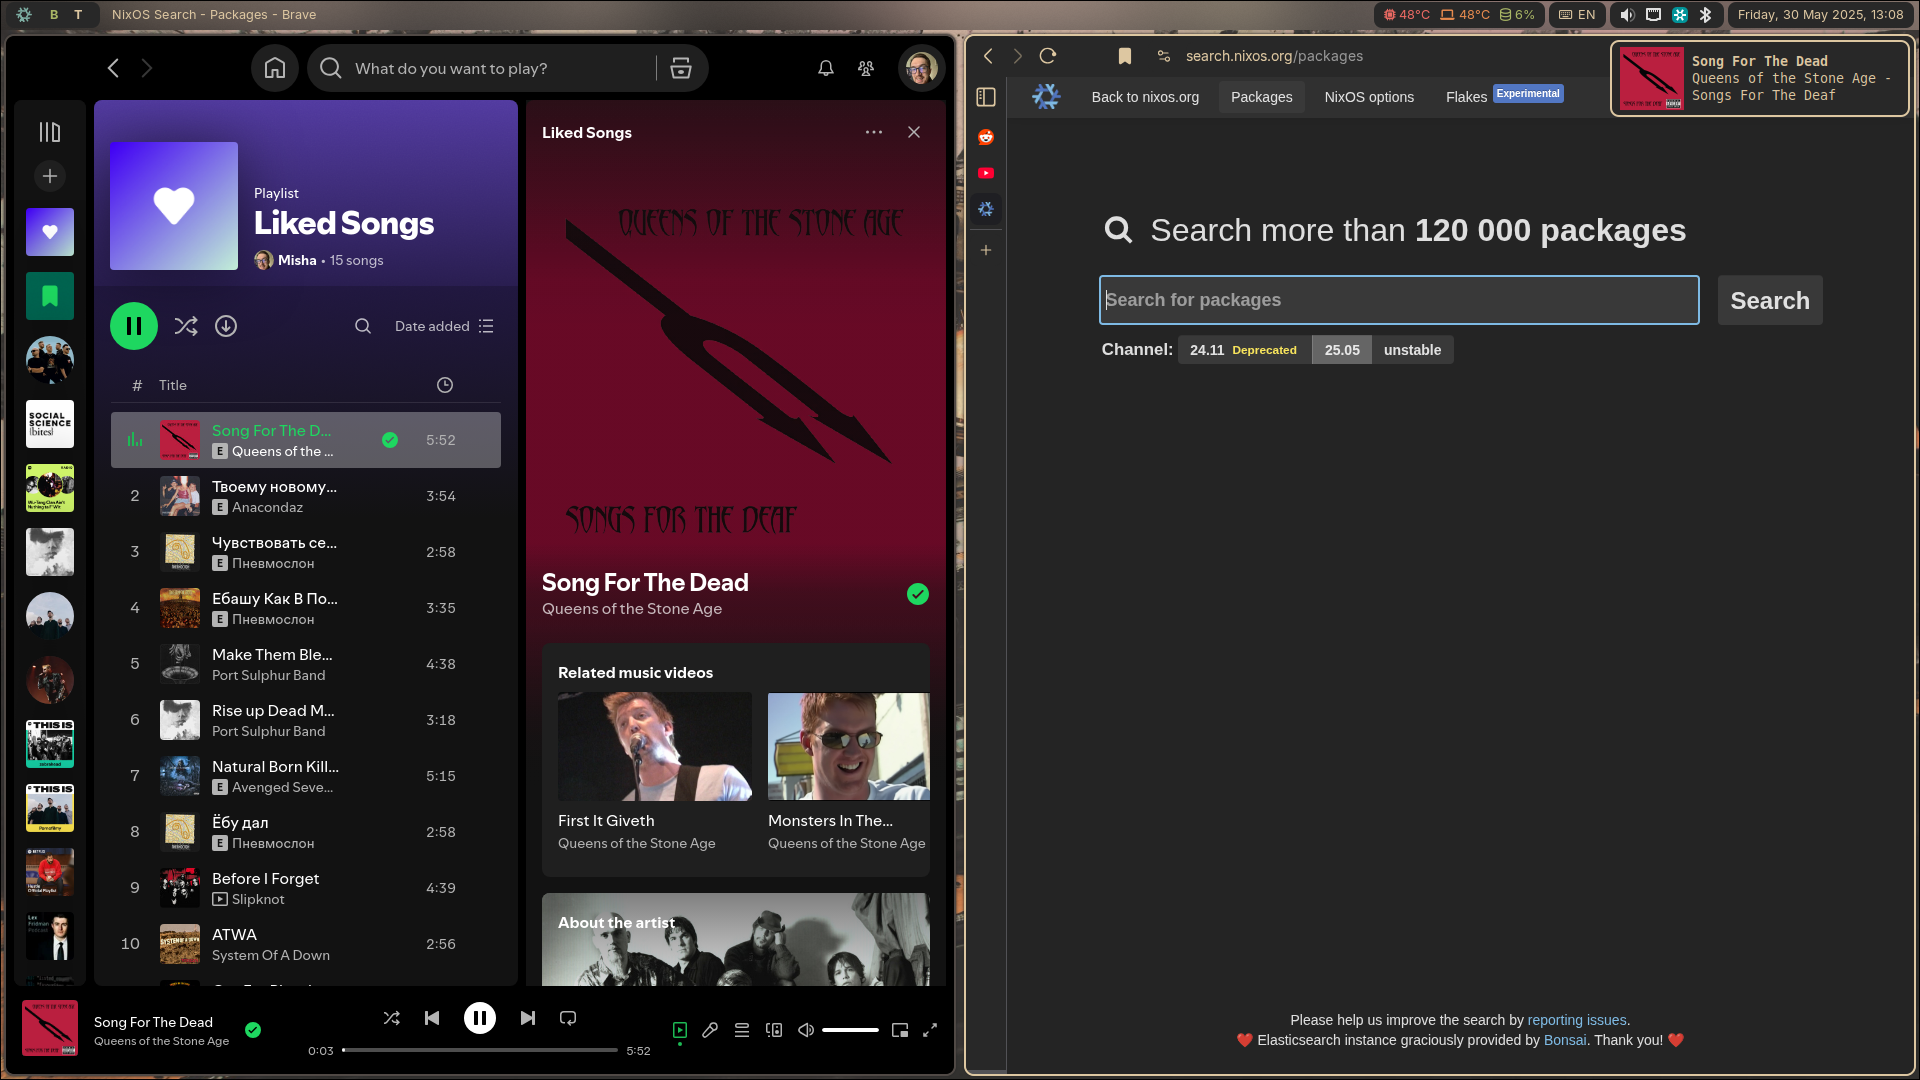 B T NixOS Search - Packages - Brave
48°C 48°C 6% EN Friday, 30 May 2025, 13:08
What do you want to play?
Playlist
Liked Songs
Misha • 15 songs
Date added
# Title
Song For The D...
E Queens of the ...
5:52
2 Твоему новому...
E Anacondaz
3:54
3 Чувствовать се...
E Пневмослон
2:58
4 Ебашу Как В По...
E Пневмослон
3:35
5 Make Them Ble...
Port Sulphur Band
4:38
6 Rise up Dead M...
Port Sulphur Band
3:18
7 Natural Born Kill...
E Avenged Seve...
5:15
8 Ёбу дал
E Пневмослон
2:58
9 Before I Forget
Slipknot
4:39
10 ATWA
System Of A Down
2:56
SOCIAL
SCIENCE
[bites]
THIS IS
THIS IS
Lex
Fridman
Podcast
Liked Songs
QUEENS OF THE STONE AGE
SONGS FOR THE DEAF
Song For The Dead
Queens of the Stone Age
Related music videos
First It Giveth
Queens of the Stone Age
Monsters In The...
Queens of the Stone Age
About the artist
Song For The Dead
Queens of the Stone Age
0:03
5:52
search.nixos.org/packages
Back to nixos.org Packages NixOS options Flakes Experimental
Song For The Dead
Queens of the Stone Age -
Songs For The Deaf
Search more than 120 000 packages
Search for packages
Search
Channel: 24.11 Deprecated 25.05 unstable
Please help us improve the search by reporting issues.
❤️ Elasticsearch instance graciously provided by Bonsai. Thank you! ❤️